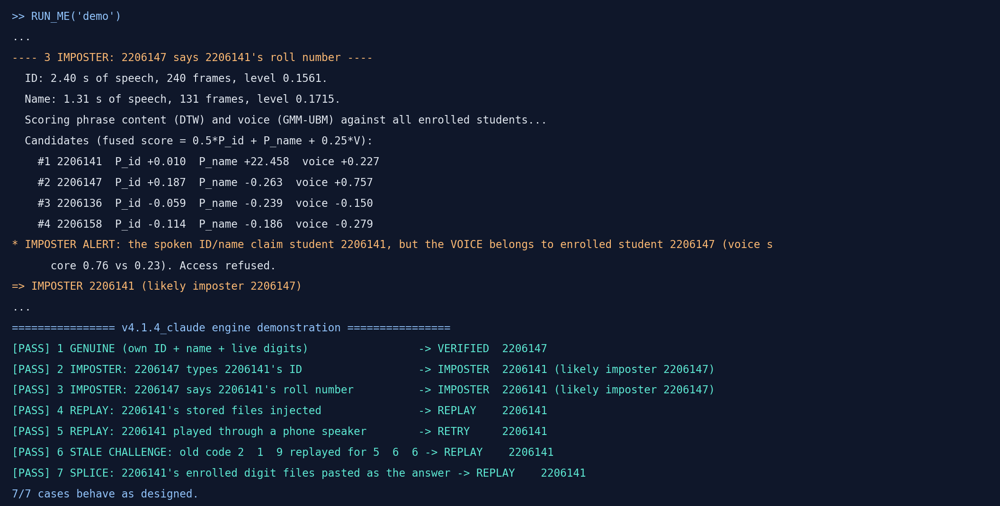 >> RUN_ME('demo')
...
---- 3 IMPOSTER: 2206147 says 2206141's roll number ----
  ID: 2.40 s of speech, 240 frames, level 0.1561.
  Name: 1.31 s of speech, 131 frames, level 0.1715.
  Scoring phrase content (DTW) and voice (GMM-UBM) against all enrolled students...
  Candidates (fused score = 0.5*P_id + P_name + 0.25*V):
    #1 2206141  P_id +0.010  P_name +22.458  voice +0.227
    #2 2206147  P_id +0.187  P_name -0.263  voice +0.757
    #3 2206136  P_id -0.059  P_name -0.239  voice -0.150
    #4 2206158  P_id -0.114  P_name -0.186  voice -0.279
* IMPOSTER ALERT: the spoken ID/name claim student 2206141, but the VOICE belongs to enrolled student 2206147 (voice s
      core 0.76 vs 0.23). Access refused.
=> IMPOSTER 2206141 (likely imposter 2206147)
...
================ v4.1.4_claude engine demonstration ================
[PASS] 1 GENUINE (own ID + name + live digits)                 -> VERIFIED  2206147
[PASS] 2 IMPOSTER: 2206147 types 2206141's ID                  -> IMPOSTER  2206141 (likely imposter 2206147)
[PASS] 3 IMPOSTER: 2206147 says 2206141's roll number          -> IMPOSTER  2206141 (likely imposter 2206147)
[PASS] 4 REPLAY: 2206141's stored files injected               -> REPLAY    2206141
[PASS] 5 REPLAY: 2206141 played through a phone speaker        -> RETRY     2206141
[PASS] 6 STALE CHALLENGE: old code 2  1  9 replayed for 5  6  6 -> REPLAY    2206141
[PASS] 7 SPLICE: 2206141's enrolled digit files pasted as the answer -> REPLAY    2206141
7/7 cases behave as designed.